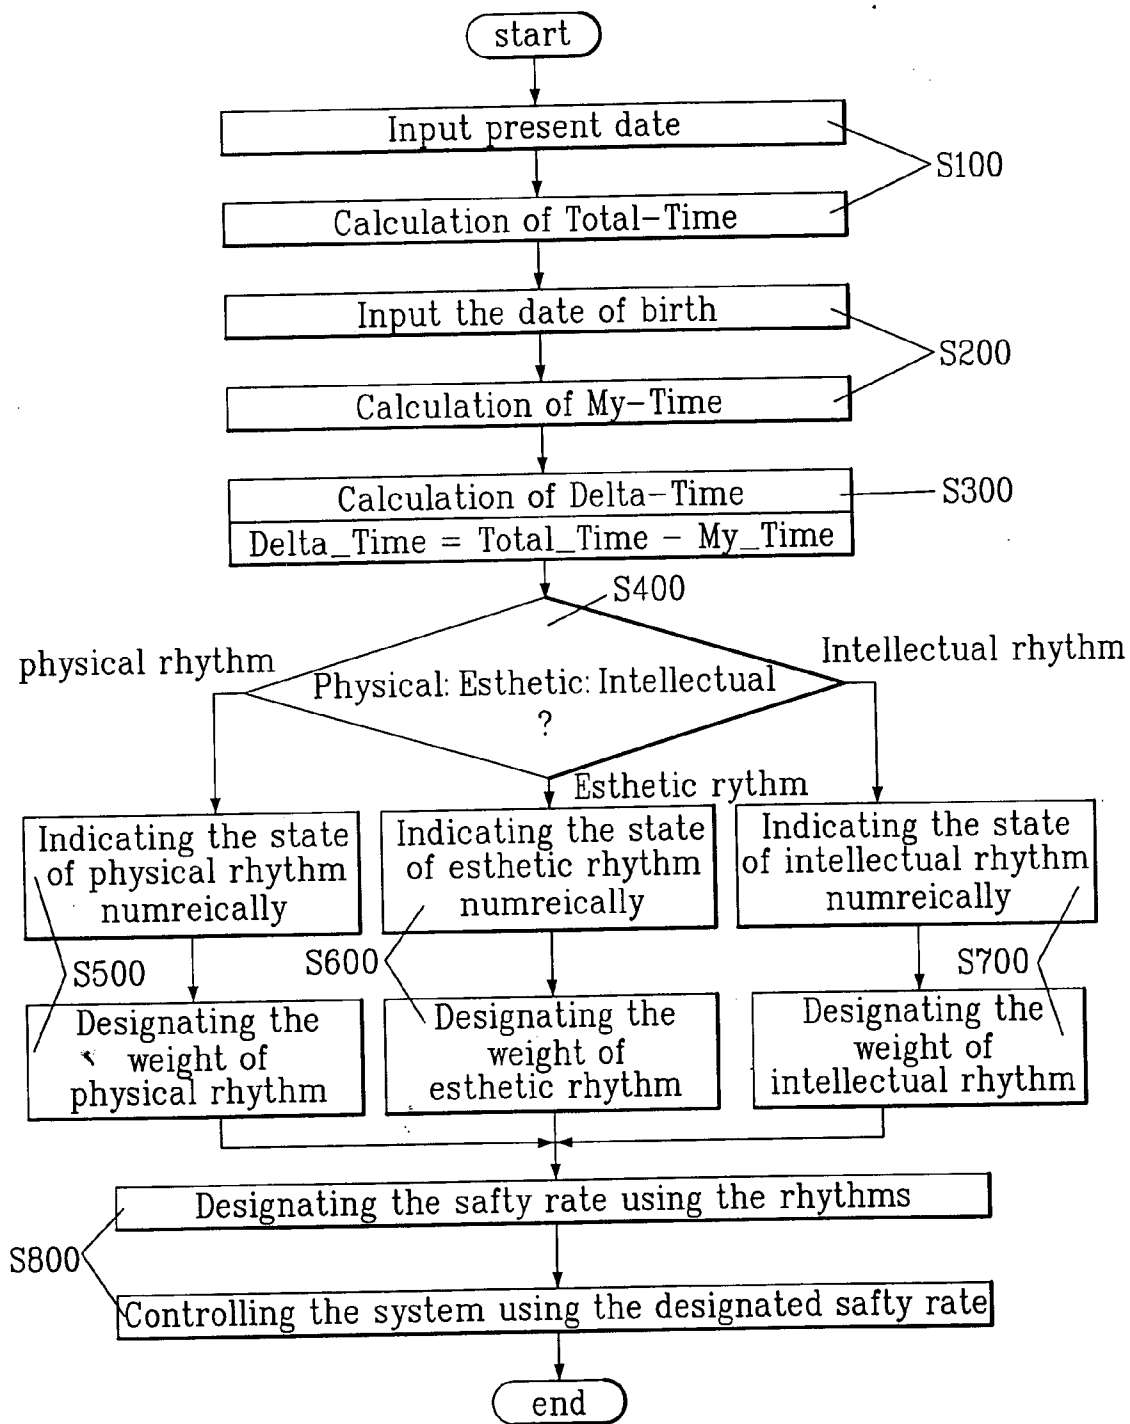 start
Input present date
S100
Calculation of Total-Time
Input the date of birth
S200
Calculation of My-Time
Calculation of Delta-Time
S300
Delta_Time = Total_Time - My_Time
S400
physical rhythm
Intellectual rhythm
Physical: Esthetic: Intellectual
?
Esthetic rythm
Indicating the state
of physical rhythm
numreically
Indicating the state
of esthetic rhythm
numreically
Indicating the state
of intellectual rhythm
numreically
S500
S600
S700
Designating the
weight of
physical rhythm
Designating the
weight of
esthetic rhythm
Designating the
weight of
intellectual rhythm
Designating the safty rate using the rhythms
S800
Controlling the system using the designated safty rate
end